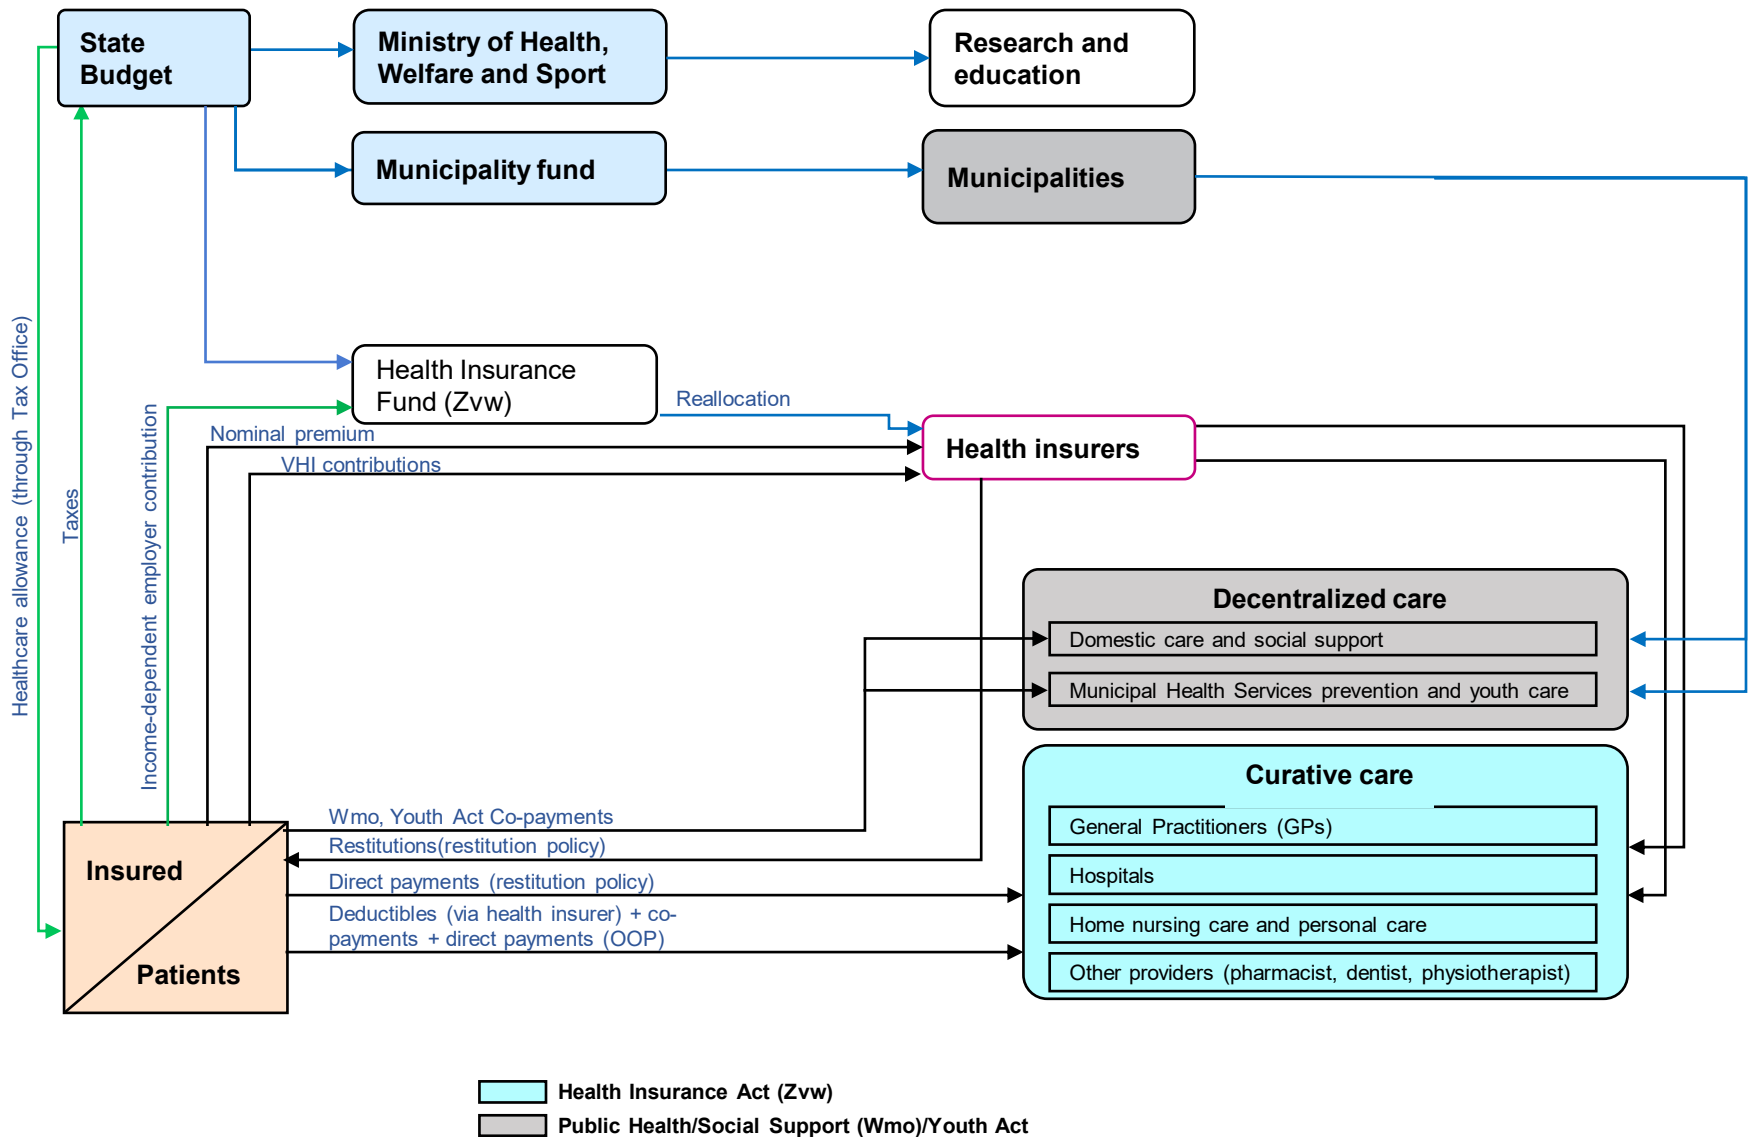 State
Budget
Ministry of Health,
Welfare and Sport
Research and
education
Municipality fund
Municipalities
Healthcare allowance (through Tax Office)
Taxes
Income-dependent employer contribution
Health Insurance
Fund (Zvw)
Reallocation
Nominal premium
VHI contributions
Health insurers
Decentralized care
Domestic care and social support
Municipal Health Services prevention and youth care
Curative care
General Practitioners (GPs)
Hospitals
Home nursing care and personal care
Other providers (pharmacist, dentist, physiotherapist)
Wmo, Youth Act Co-payments
Restitutions(restitution policy)
Direct payments (restitution policy)
Deductibles (via health insurer) + co-
payments + direct payments (OOP)
Insured
Patients
Health Insurance Act (Zvw)
Public Health/Social Support (Wmo)/Youth Act